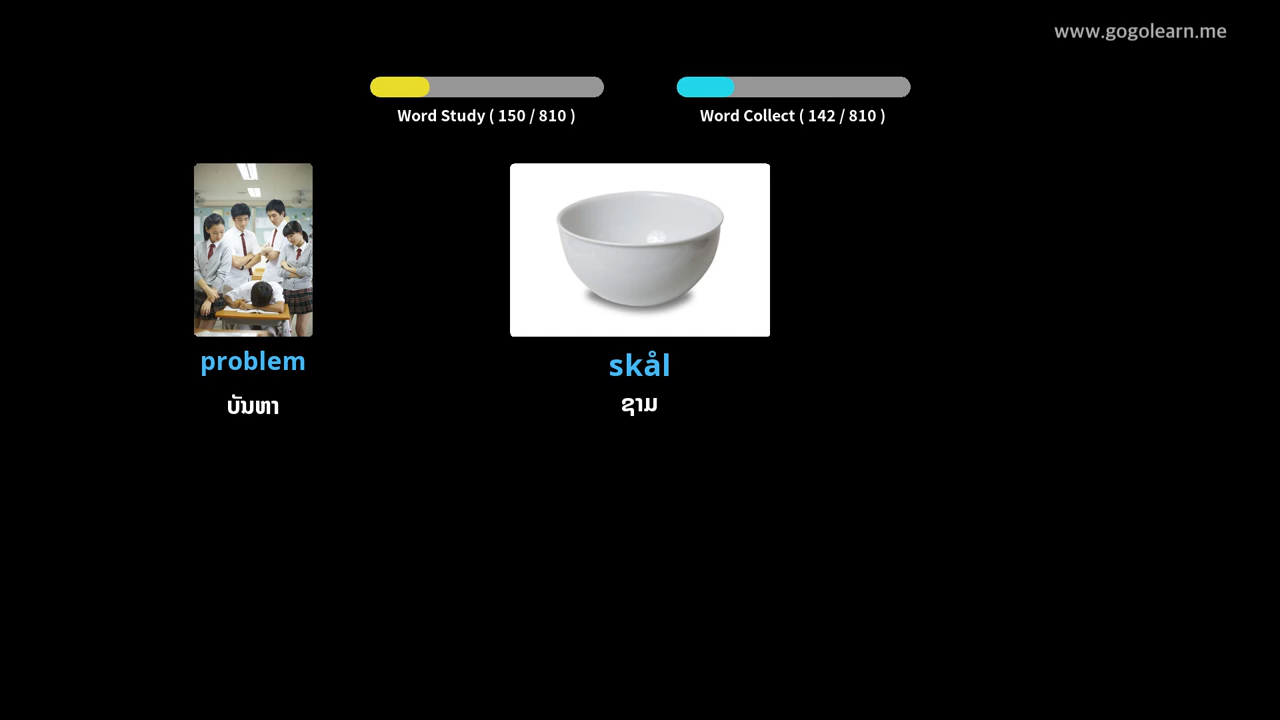 www.gogolearn.me
Word Study ( 150 / 810 )
Word Collect ( 142 / 810 )
problem
ບັນຫາ
skål
ຊາມ